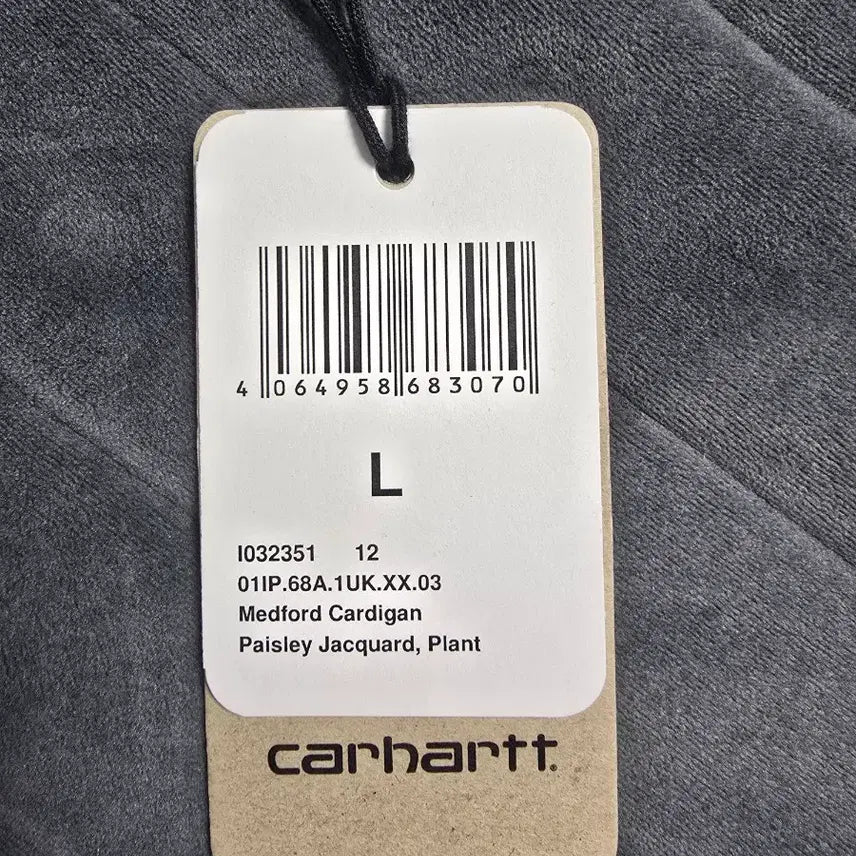 4 064958 683070
L
I032351 12
01IP.68A.1UK.XX.03
Medford Cardigan
Paisley Jacquard, Plant
carhartt.